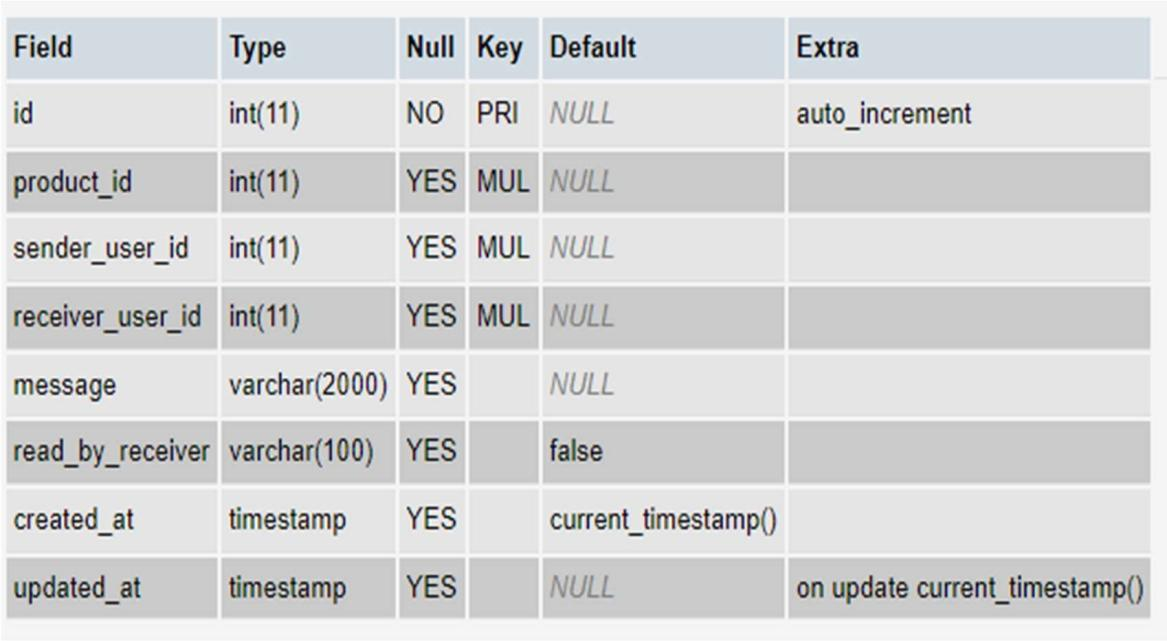 Field Type Null Key Default Extra
id int(11) NO PRI NULL auto_increment
product_id int(11) YES MUL NULL
sender_user_id int(11) YES MUL NULL
receiver_user_id int(11) YES MUL NULL
message varchar(2000) YES NULL
read_by_receiver varchar(100) YES false
created_at timestamp YES current_timestamp()
updated_at timestamp YES NULL on update current_timestamp()